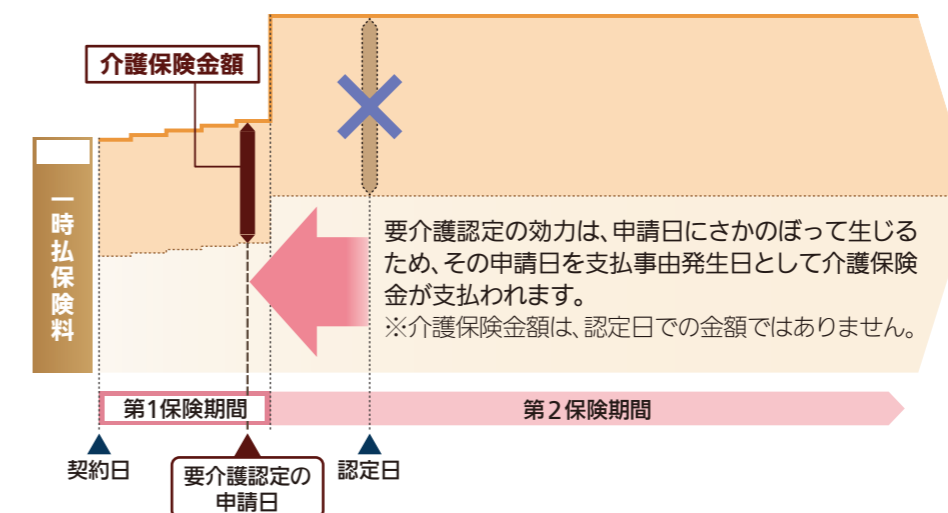 介護保険金額
一時払保険料
要介護認定の効力は、申請日にさかのぼって生じる
ため、その申請日を支払事由発生日として介護保険
金が支払われます。
※介護保険金額は、認定日での金額ではありません。
第1保険期間
第2保険期間
契約日
要介護認定の
申請日
認定日